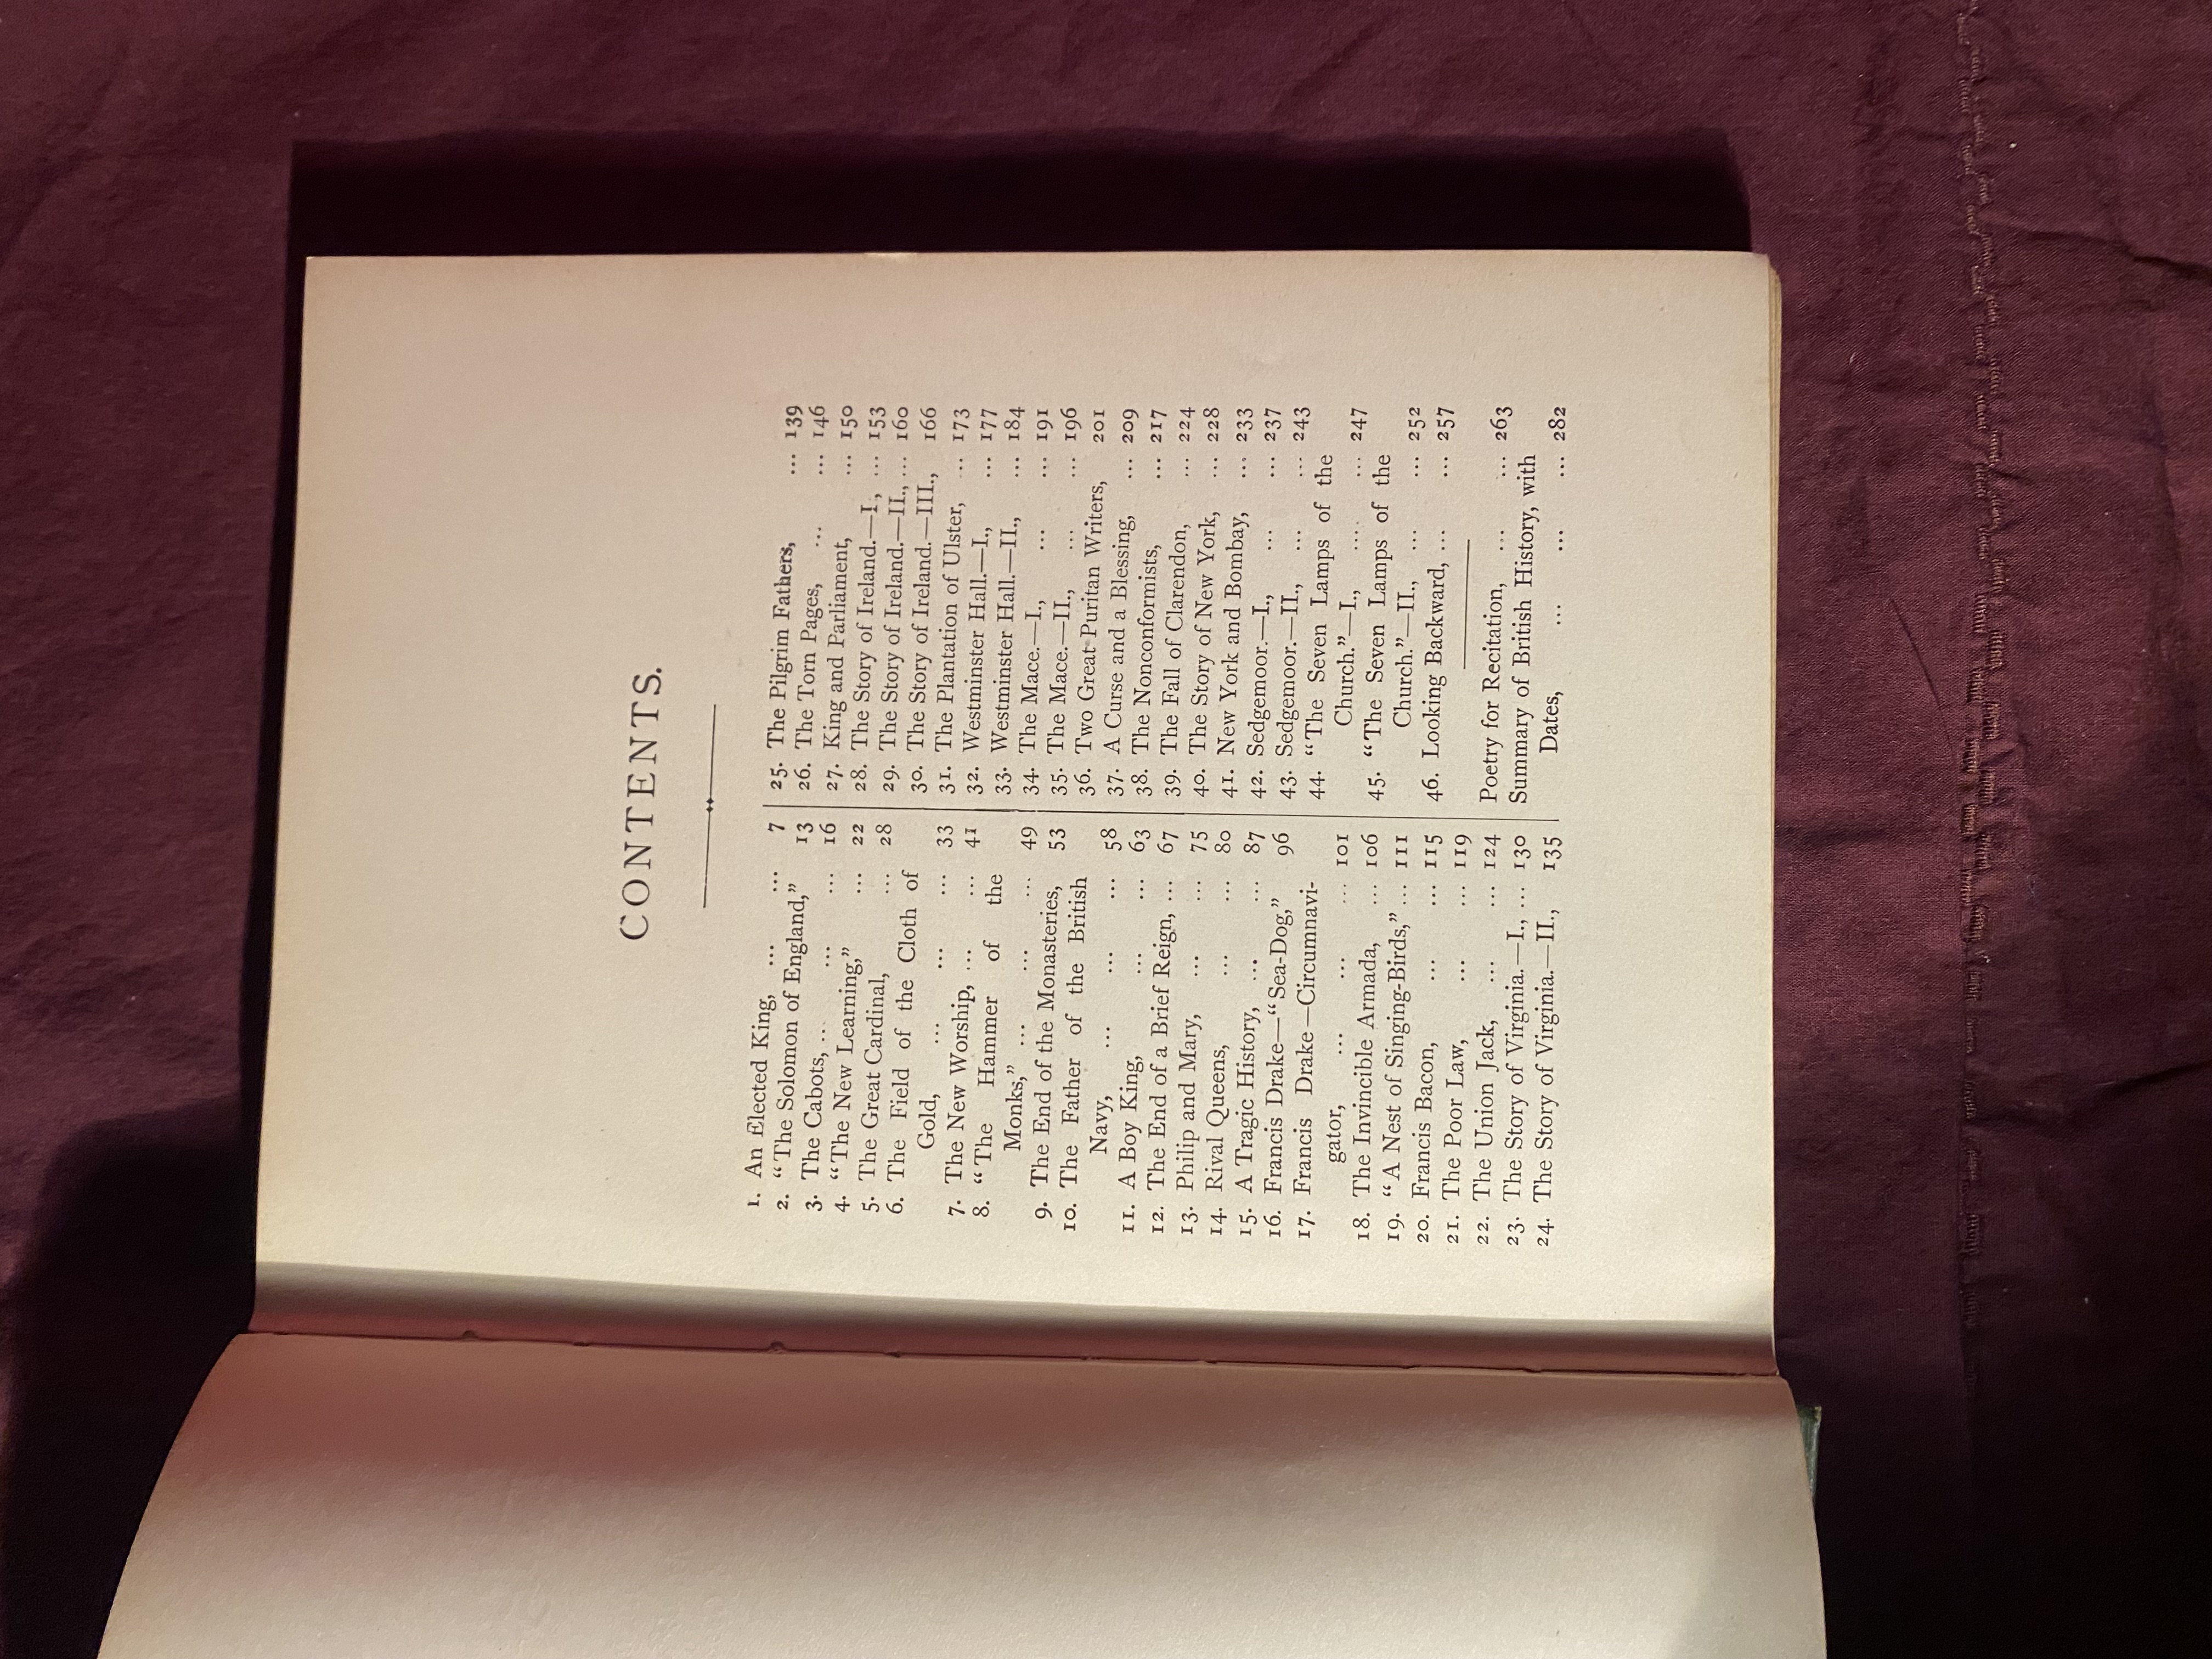 CONTENTS.
1. An Elected King, ... ... 7
2. “The Solomon of England,” 13
3. The Cabots, ... ... ... 16
4. “The New Learning,” ... 22
5. The Great Cardinal, ... 28
6. The Field of the Cloth of
Gold, ... ... ... 33
7. The New Worship, ... ... 41
8. “The Hammer of the
Monks,” ... ... ... 49
9. The End of the Monasteries, 53
10. The Father of the British
Navy, ... ... ... 58
11. A Boy King, ... ... 63
12. The End of a Brief Reign, ... 67
13. Philip and Mary, ... ... 75
14. Rival Queens, ... ... 80
15. A Tragic History, ... ... 87
16. Francis Drake—“Sea-Dog,” 96
17. Francis Drake—Circumnavi-
gator, ... ... ... 101
18. The Invincible Armada, ... 106
19. “A Nest of Singing-Birds,” ... 111
20. Francis Bacon, ... ... 115
21. The Poor Law, ... ... 119
22. The Union Jack, ... ... 124
23. The Story of Virginia.—I., ... 130
24. The Story of Virginia.—II., 135
25. The Pilgrim Fathers, ... 139
26. The Torn Pages, ... ... 146
27. King and Parliament, ... 150
28. The Story of Ireland.—I., ... 153
29. The Story of Ireland.—II., ... 160
30. The Story of Ireland.—III., 166
31. The Plantation of Ulster, ... 173
32. Westminster Hall.—I., ... 177
33. Westminster Hall.—II., ... 184
34. The Mace.—I., ... ... 191
35. The Mace.—II., ... ... 196
36. Two Great Puritan Writers, 201
37. A Curse and a Blessing, ... 209
38. The Nonconformists, ... 217
39. The Fall of Clarendon, ... 224
40. The Story of New York, ... 228
41. New York and Bombay, ... 233
42. Sedgemoor.—I., ... ... 237
43. Sedgemoor.—II., ... ... 243
44. “The Seven Lamps of the
Church.”—I., ... ... 247
45. “The Seven Lamps of the
Church.”—II., ... ... 252
46. Looking Backward, ... ... 257
Poetry for Recitation, ... ... 263
Summary of British History, with
Dates, ... ... ... 282